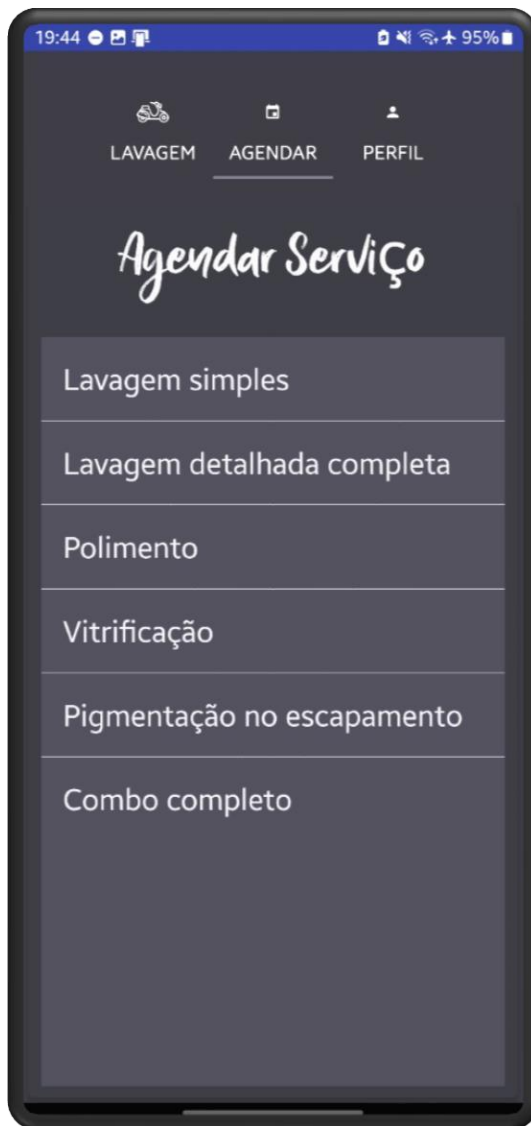 19:44 95%
LAVAGEM AGENDAR PERFIL
Agendar Serviço
Lavagem simples
Lavagem detalhada completa
Polimento
Vitrificação
Pigmentação no escapamento
Combo completo